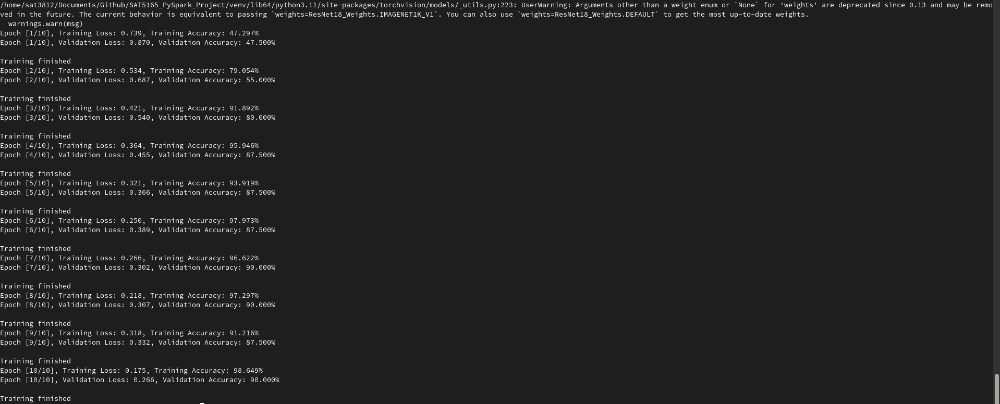 /home/sat3812/Documents/Github/SAT5165_PySpark_Project/venv/lib64/python3.11/site-packages/torchvision/models/_utils.py:223: UserWarning: Arguments other than a weight enum or `None` for 'weights' are deprecated since 0.13 and may be remo
ved in the future. The current behavior is equivalent to passing `weights=ResNet18_Weights.IMAGENET1K_V1`. You can also use `weights=ResNet18_Weights.DEFAULT` to get the most up-to-date weights.
  warnings.warn(msg)
Epoch [1/10], Training Loss: 0.739, Training Accuracy: 47.297%
Epoch [1/10], Validation Loss: 0.870, Validation Accuracy: 47.500%

Training finished
Epoch [2/10], Training Loss: 0.534, Training Accuracy: 79.054%
Epoch [2/10], Validation Loss: 0.687, Validation Accuracy: 55.000%

Training finished
Epoch [3/10], Training Loss: 0.421, Training Accuracy: 91.892%
Epoch [3/10], Validation Loss: 0.540, Validation Accuracy: 80.000%

Training finished
Epoch [4/10], Training Loss: 0.364, Training Accuracy: 95.946%
Epoch [4/10], Validation Loss: 0.455, Validation Accuracy: 87.500%

Training finished
Epoch [5/10], Training Loss: 0.321, Training Accuracy: 93.919%
Epoch [5/10], Validation Loss: 0.366, Validation Accuracy: 87.500%

Training finished
Epoch [6/10], Training Loss: 0.250, Training Accuracy: 97.973%
Epoch [6/10], Validation Loss: 0.389, Validation Accuracy: 87.500%

Training finished
Epoch [7/10], Training Loss: 0.266, Training Accuracy: 96.622%
Epoch [7/10], Validation Loss: 0.302, Validation Accuracy: 90.000%

Training finished
Epoch [8/10], Training Loss: 0.218, Training Accuracy: 97.297%
Epoch [8/10], Validation Loss: 0.307, Validation Accuracy: 90.000%

Training finished
Epoch [9/10], Training Loss: 0.318, Training Accuracy: 91.216%
Epoch [9/10], Validation Loss: 0.332, Validation Accuracy: 87.500%

Training finished
Epoch [10/10], Training Loss: 0.175, Training Accuracy: 98.649%
Epoch [10/10], Validation Loss: 0.266, Validation Accuracy: 90.000%

Training finished